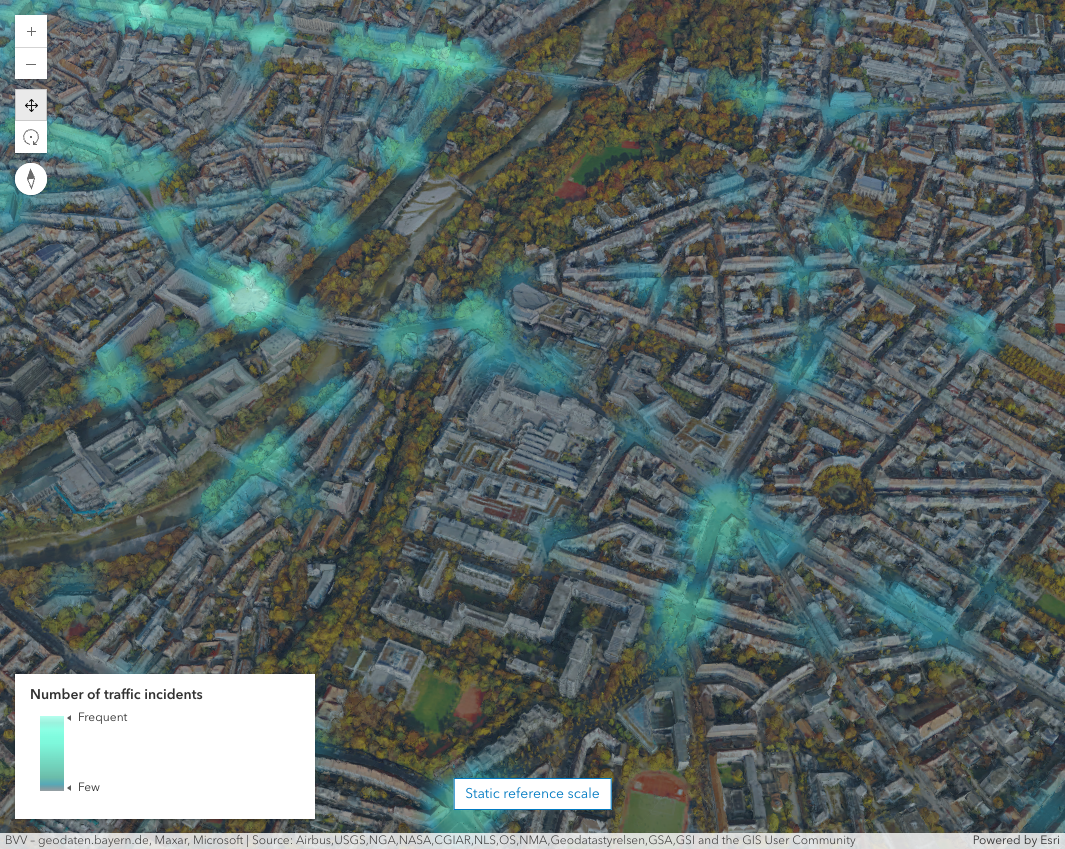 Number of traffic incidents
Frequent
Few
Static reference scale
BVV - geodaten.bayern.de, Maxar, Microsoft | Source: Airbus,USGS,NGA,NASA,CGIAR,NLS,OS,NMA,Geodatastyrelsen,GSA,GSI and the GIS User Community
Powered by Esri